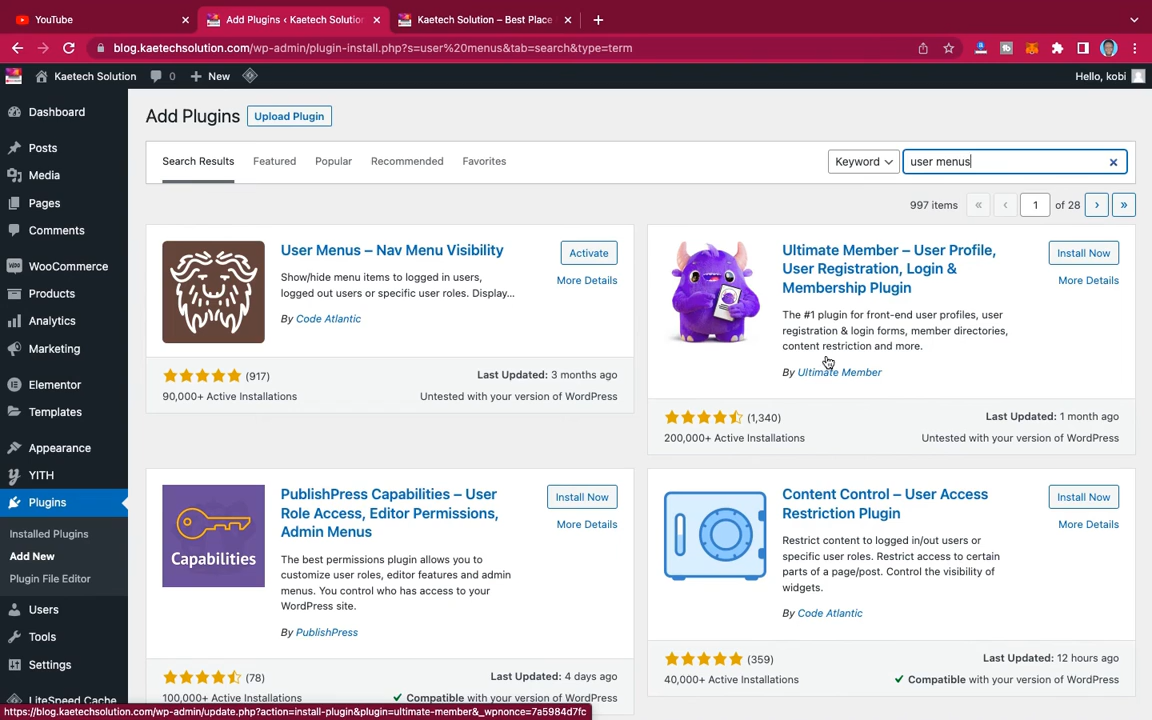 YouTube
Add Plugins ‹ Kaetech Solution
Kaetech Solution – Best Place
blog.kaetechsolution.com/wp-admin/plugin-install.php?s=user%20menus&tab=search&type=term
Kaetech Solution
0
New
Hello, kobi
Dashboard
Posts
Media
Pages
Comments
WooCommerce
Products
Analytics
Marketing
Elementor
Templates
Appearance
YITH
Plugins
Installed Plugins
Add New
Plugin File Editor
Users
Tools
Settings
LiteSpeed Cache
Add Plugins
Upload Plugin
Search Results
Featured
Popular
Recommended
Favorites
Keyword
user menus
997 items
«
‹
1
of 28
›
»
User Menus – Nav Menu Visibility
Activate
More Details
Show/hide menu items to logged in users,
logged out users or specific user roles. Display...
By Code Atlantic
(917)
Last Updated: 3 months ago
90,000+ Active Installations
Untested with your version of WordPress
Ultimate Member – User Profile,
User Registration, Login &
Membership Plugin
Install Now
More Details
The #1 plugin for front-end user profiles, user
registration & login forms, member directories,
content restriction and more.
By Ultimate Member
(1,340)
Last Updated: 1 month ago
200,000+ Active Installations
Untested with your version of WordPress
Capabilities
PublishPress Capabilities – User
Role Access, Editor Permissions,
Admin Menus
Install Now
More Details
The best permissions plugin allows you to
customize user roles, editor features and admin
menus. You control who has access to your
WordPress site.
By PublishPress
(78)
Last Updated: 4 days ago
100,000+ Active Installations
Compatible with your version of WordPress
Content Control – User Access
Restriction Plugin
Install Now
More Details
Restrict content to logged in/out users or
specific user roles. Restrict access to certain
parts of a page/post. Control the visibility of
widgets.
By Code Atlantic
(359)
Last Updated: 12 hours ago
40,000+ Active Installations
Compatible with your version of WordPress
https://blog.kaetechsolution.com/wp-admin/update.php?action=install-plugin&plugin=ultimate-member&_wpnonce=7a5984d7fc